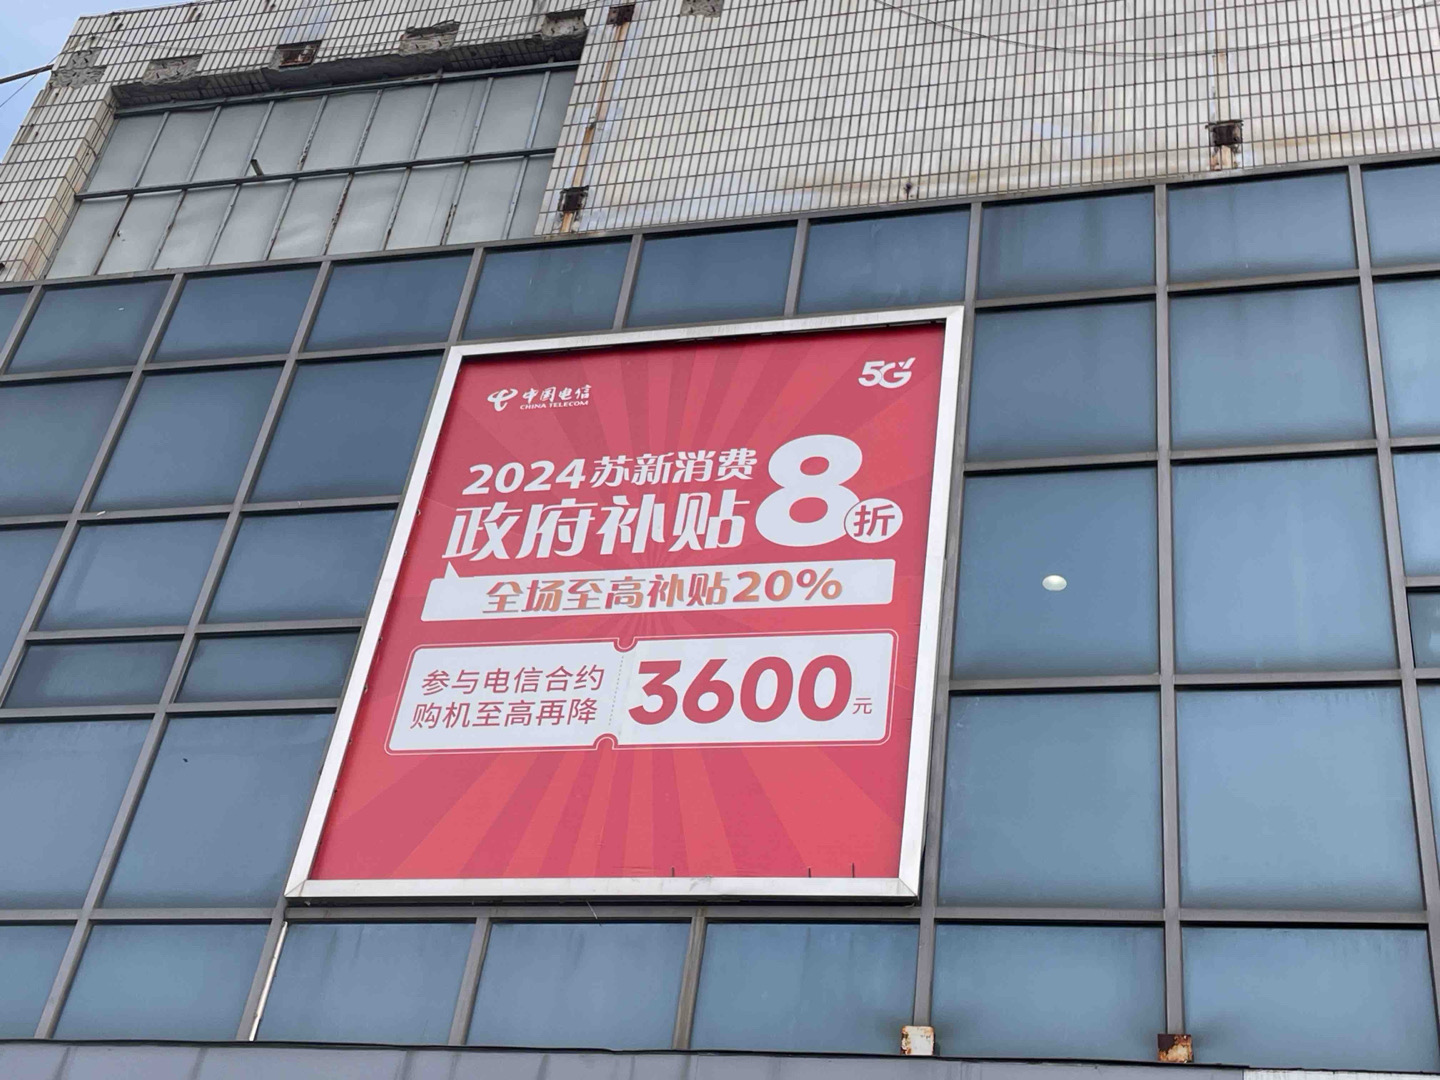 中国电信
CHINA TELECOM
5G
2024苏新消费
政府补贴8折
全场至高补贴20%
参与电信合约
购机至高再降
3600元